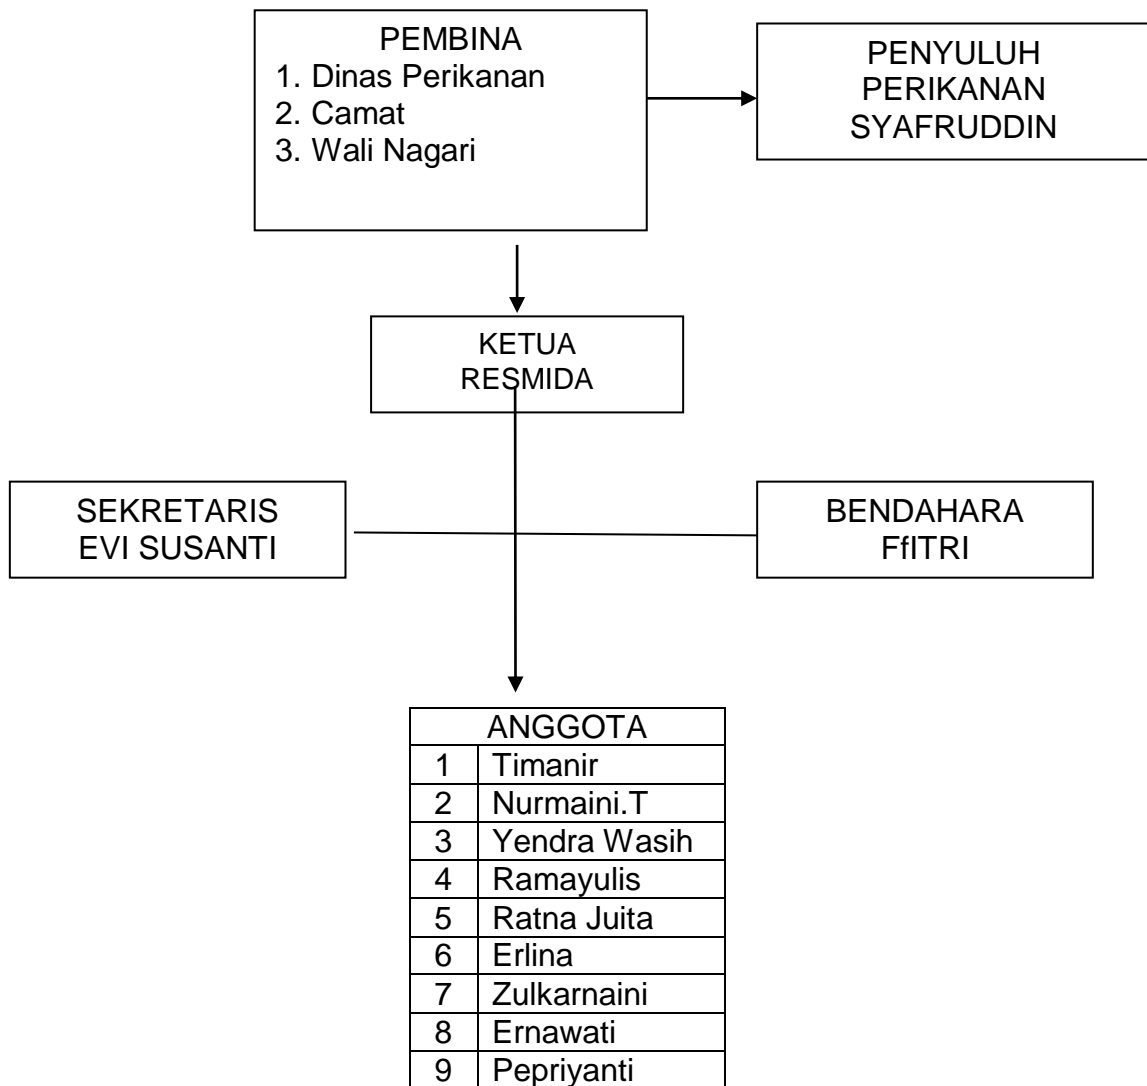 PEMBINA
1. Dinas Perikanan
2. Camat
3. Wali Nagari
PENYULUH
PERIKANAN
SYAFRUDDIN
KETUA
RESMIDA
SEKRETARIS
EVI SUSANTI
BENDAHARA
FfITRI
ANGGOTA
1 Timanir
2 Nurmaini.T
3 Yendra Wasih
4 Ramayulis
5 Ratna Juita
6 Erlina
7 Zulkarnaini
8 Ernawati
9 Pepriyanti